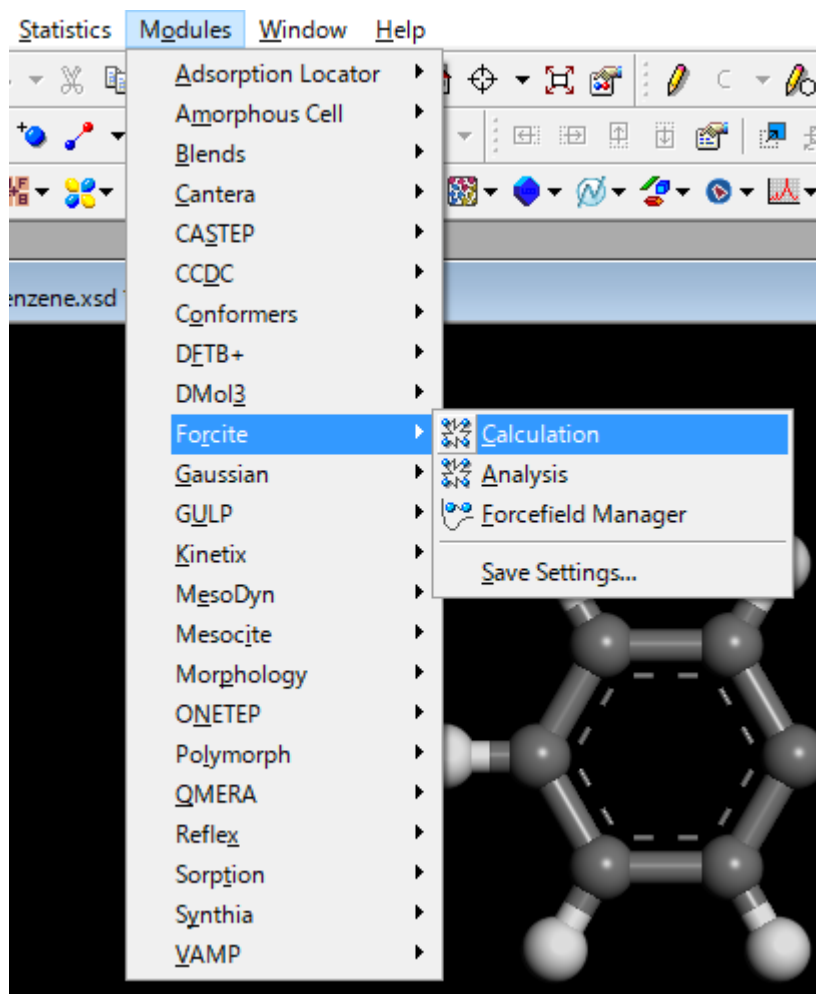 Statistics Modules Window Help
Adsorption Locator
Amorphous Cell
Blends
Cantera
CASTEP
CCDC
enzene.xsd
Conformers
DFTB+
DMol3
Forcite
Calculation
Gaussian
Analysis
GULP
Forcefield Manager
Kinetix
Save Settings...
MesoDyn
Mesocite
Morphology
ONETEP
Polymorph
QMERA
Reflex
Sorption
Synthia
VAMP